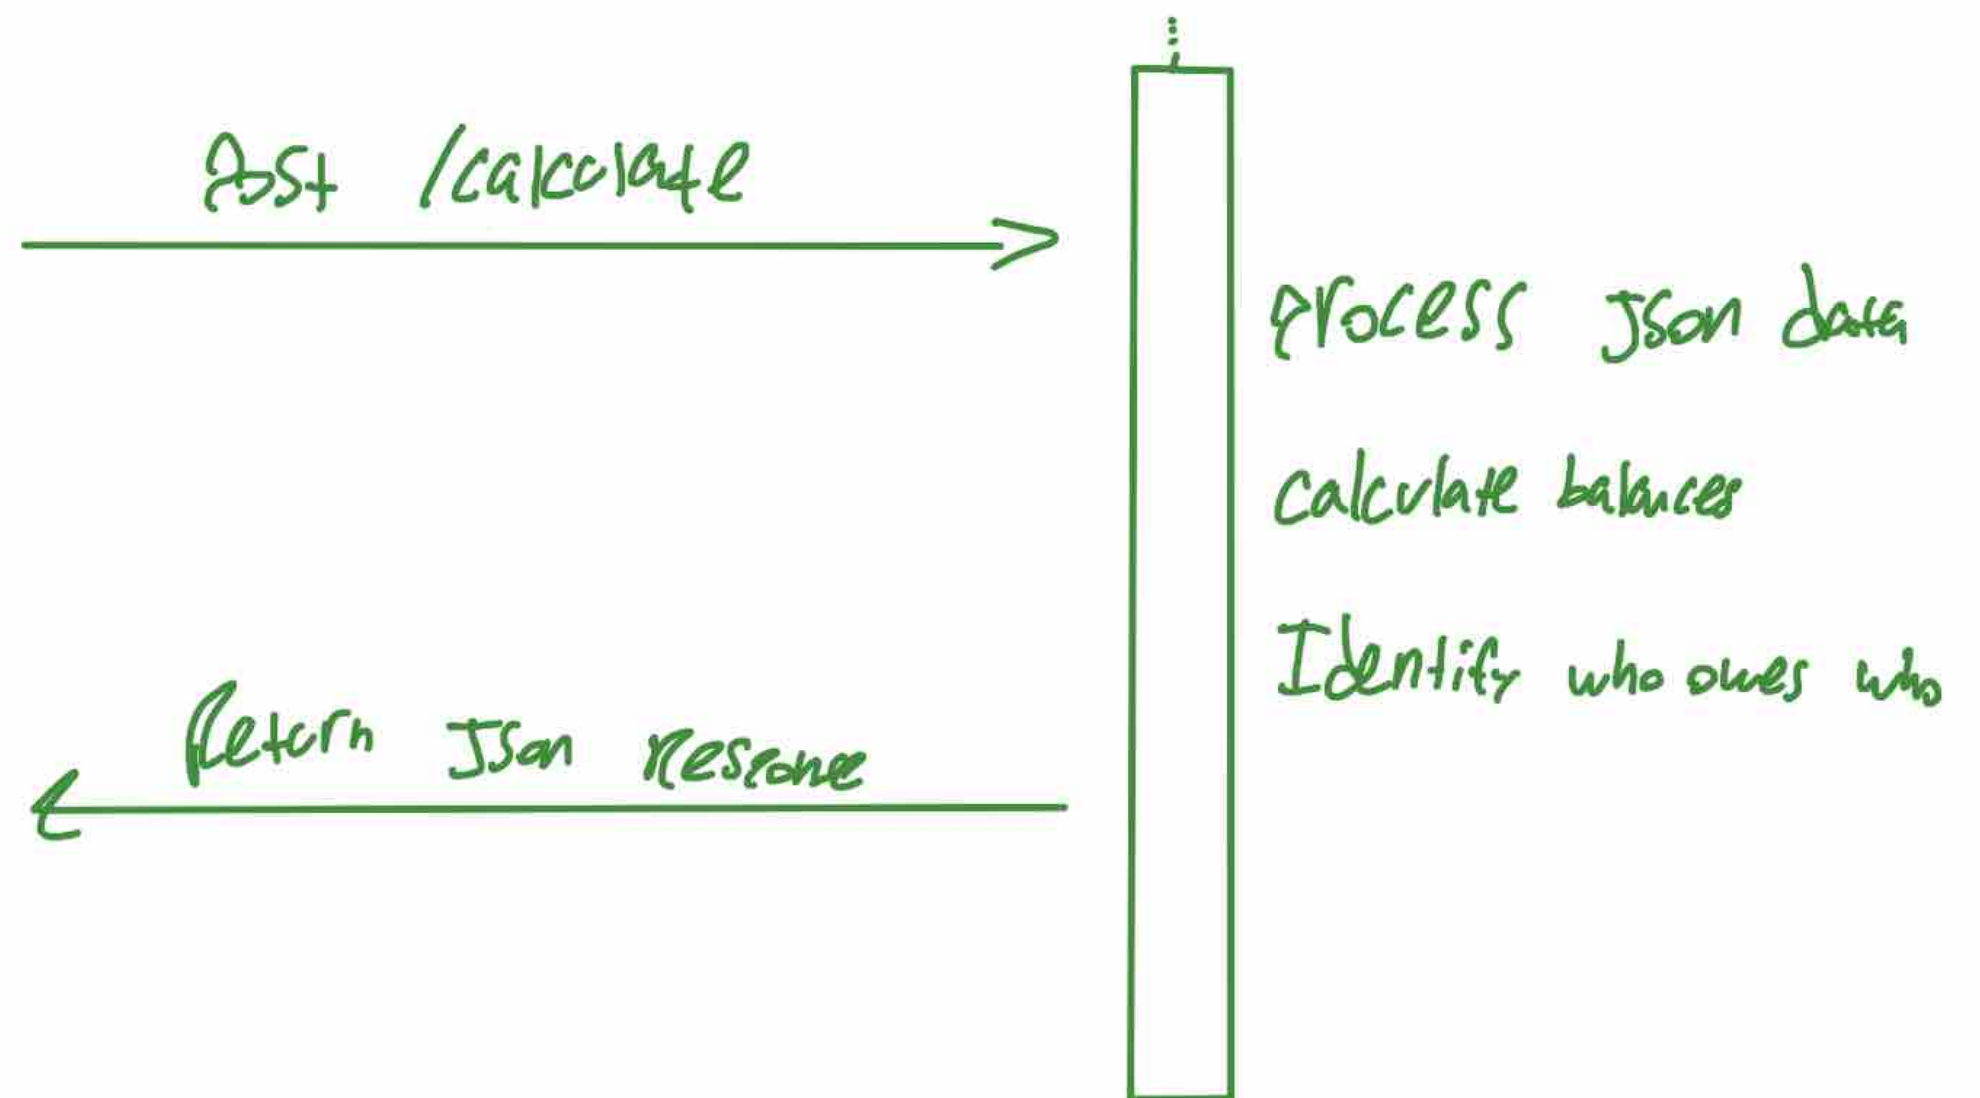 Post /calculate
process Json data
calculate balances
Identify who owes who
Return Json Response